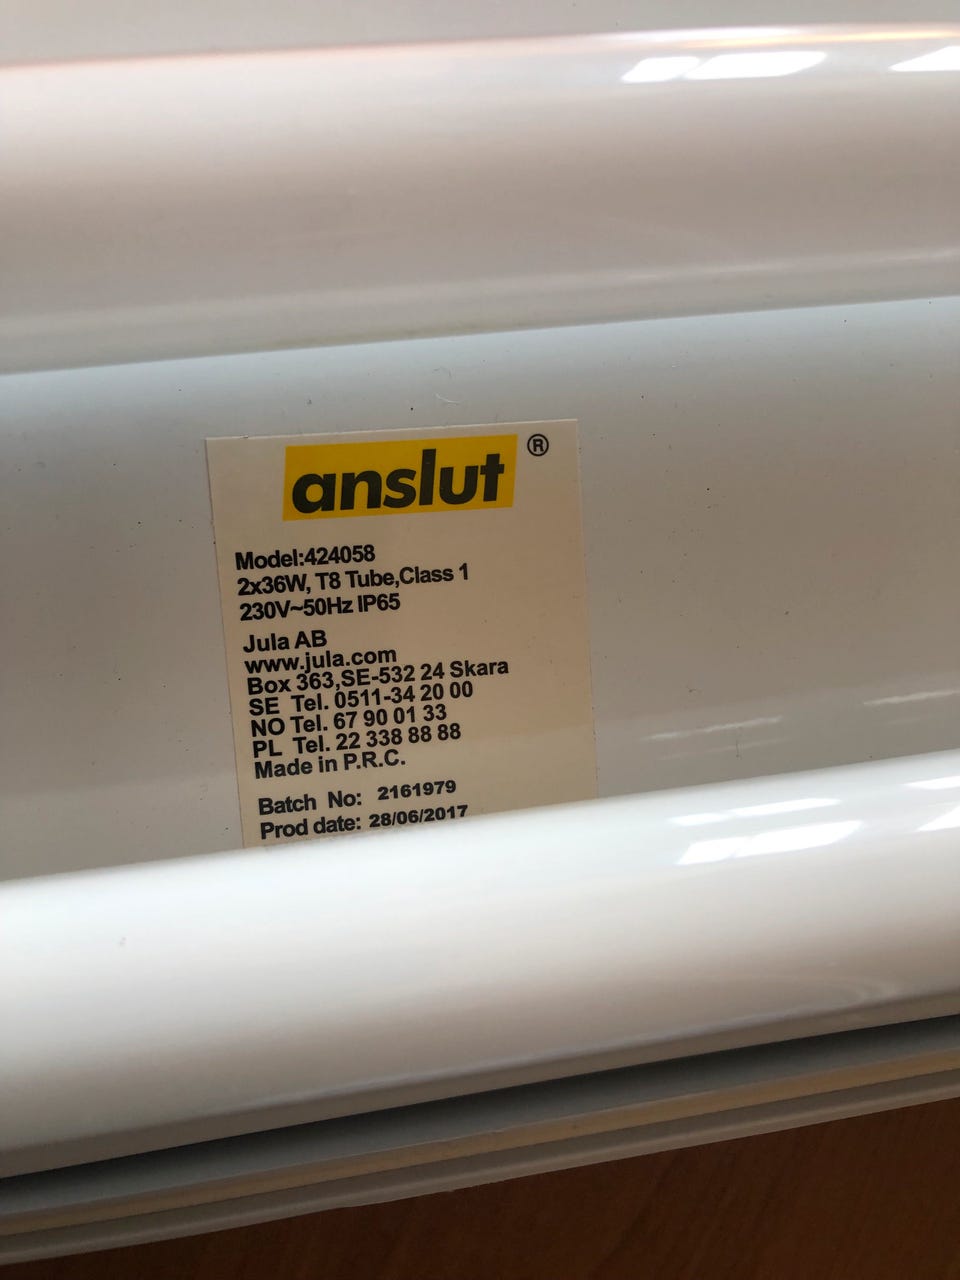 anslut ®
Model:424058
2x36W, T8 Tube,Class 1
230V~50Hz IP65
Jula AB
www.jula.com
Box 363,SE-532 24 Skara
SE Tel. 0511-34 20 00
NO Tel. 67 90 01 33
PL Tel. 22 338 88 88
Made in P.R.C.
Batch No: 2161979
Prod date: 28/06/2017